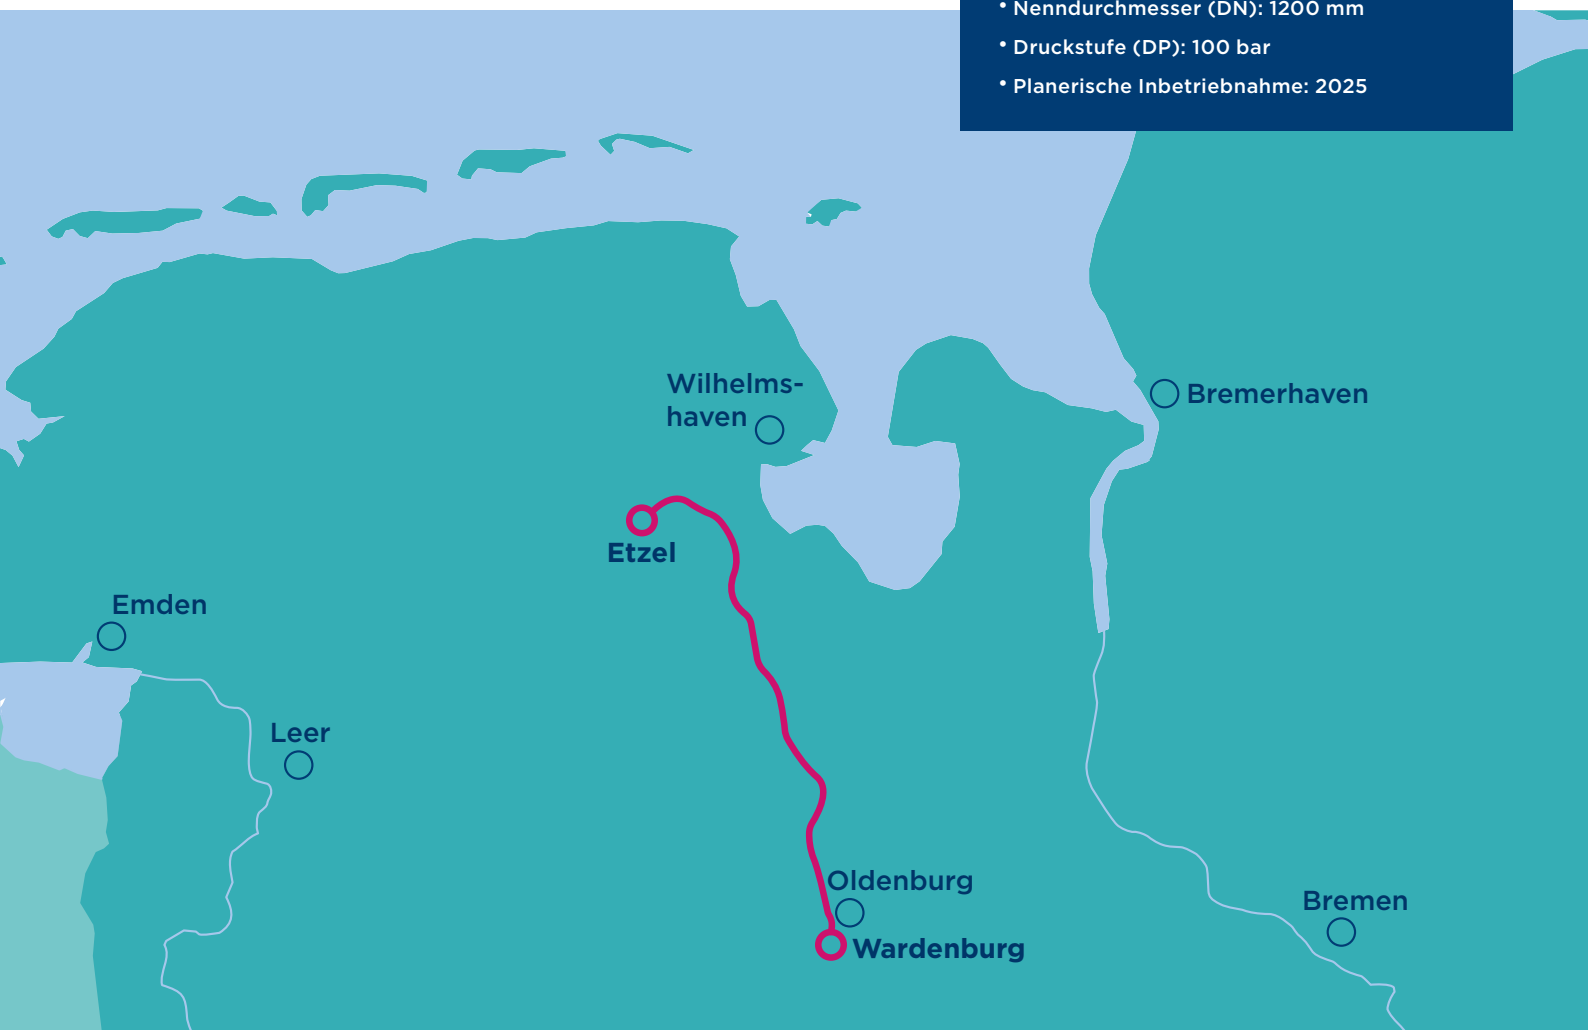 • Nenndurchmesser (DN): 1200 mm
• Druckstufe (DP): 100 bar
• Planerische Inbetriebnahme: 2025
Wilhelms-
haven
Bremerhaven
Etzel
Emden
Leer
Oldenburg
Bremen
Wardenburg